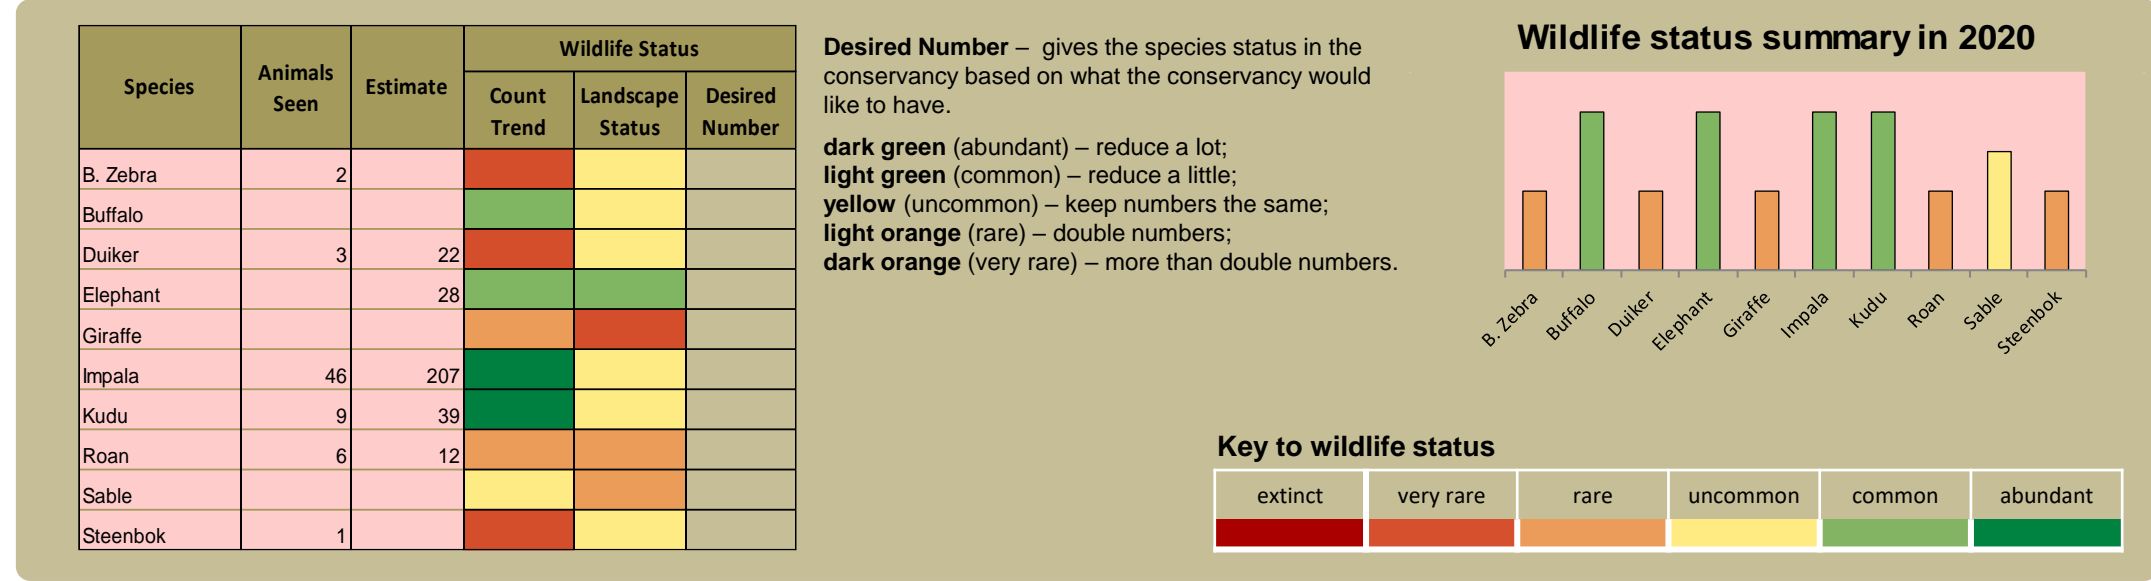 Species Animals Seen Estimate Wildlife Status
Count Trend Landscape Status Desired Number
B. Zebra 2
Buffalo
Duiker 3 22
Elephant 28
Giraffe
Impala 46 207
Kudu 9 39
Roan 6 12
Sable
Steenbok 1
Desired Number – gives the species status in the
conservancy based on what the conservancy would
like to have.
dark green (abundant) – reduce a lot;
light green (common) – reduce a little;
yellow (uncommon) – keep numbers the same;
light orange (rare) – double numbers;
dark orange (very rare) – more than double numbers.
Wildlife status summary in 2020
B. Zebra Buffalo Duiker Elephant Giraffe Impala Kudu Roan Sable Steenbok
Key to wildlife status
extinct very rare rare uncommon common abundant